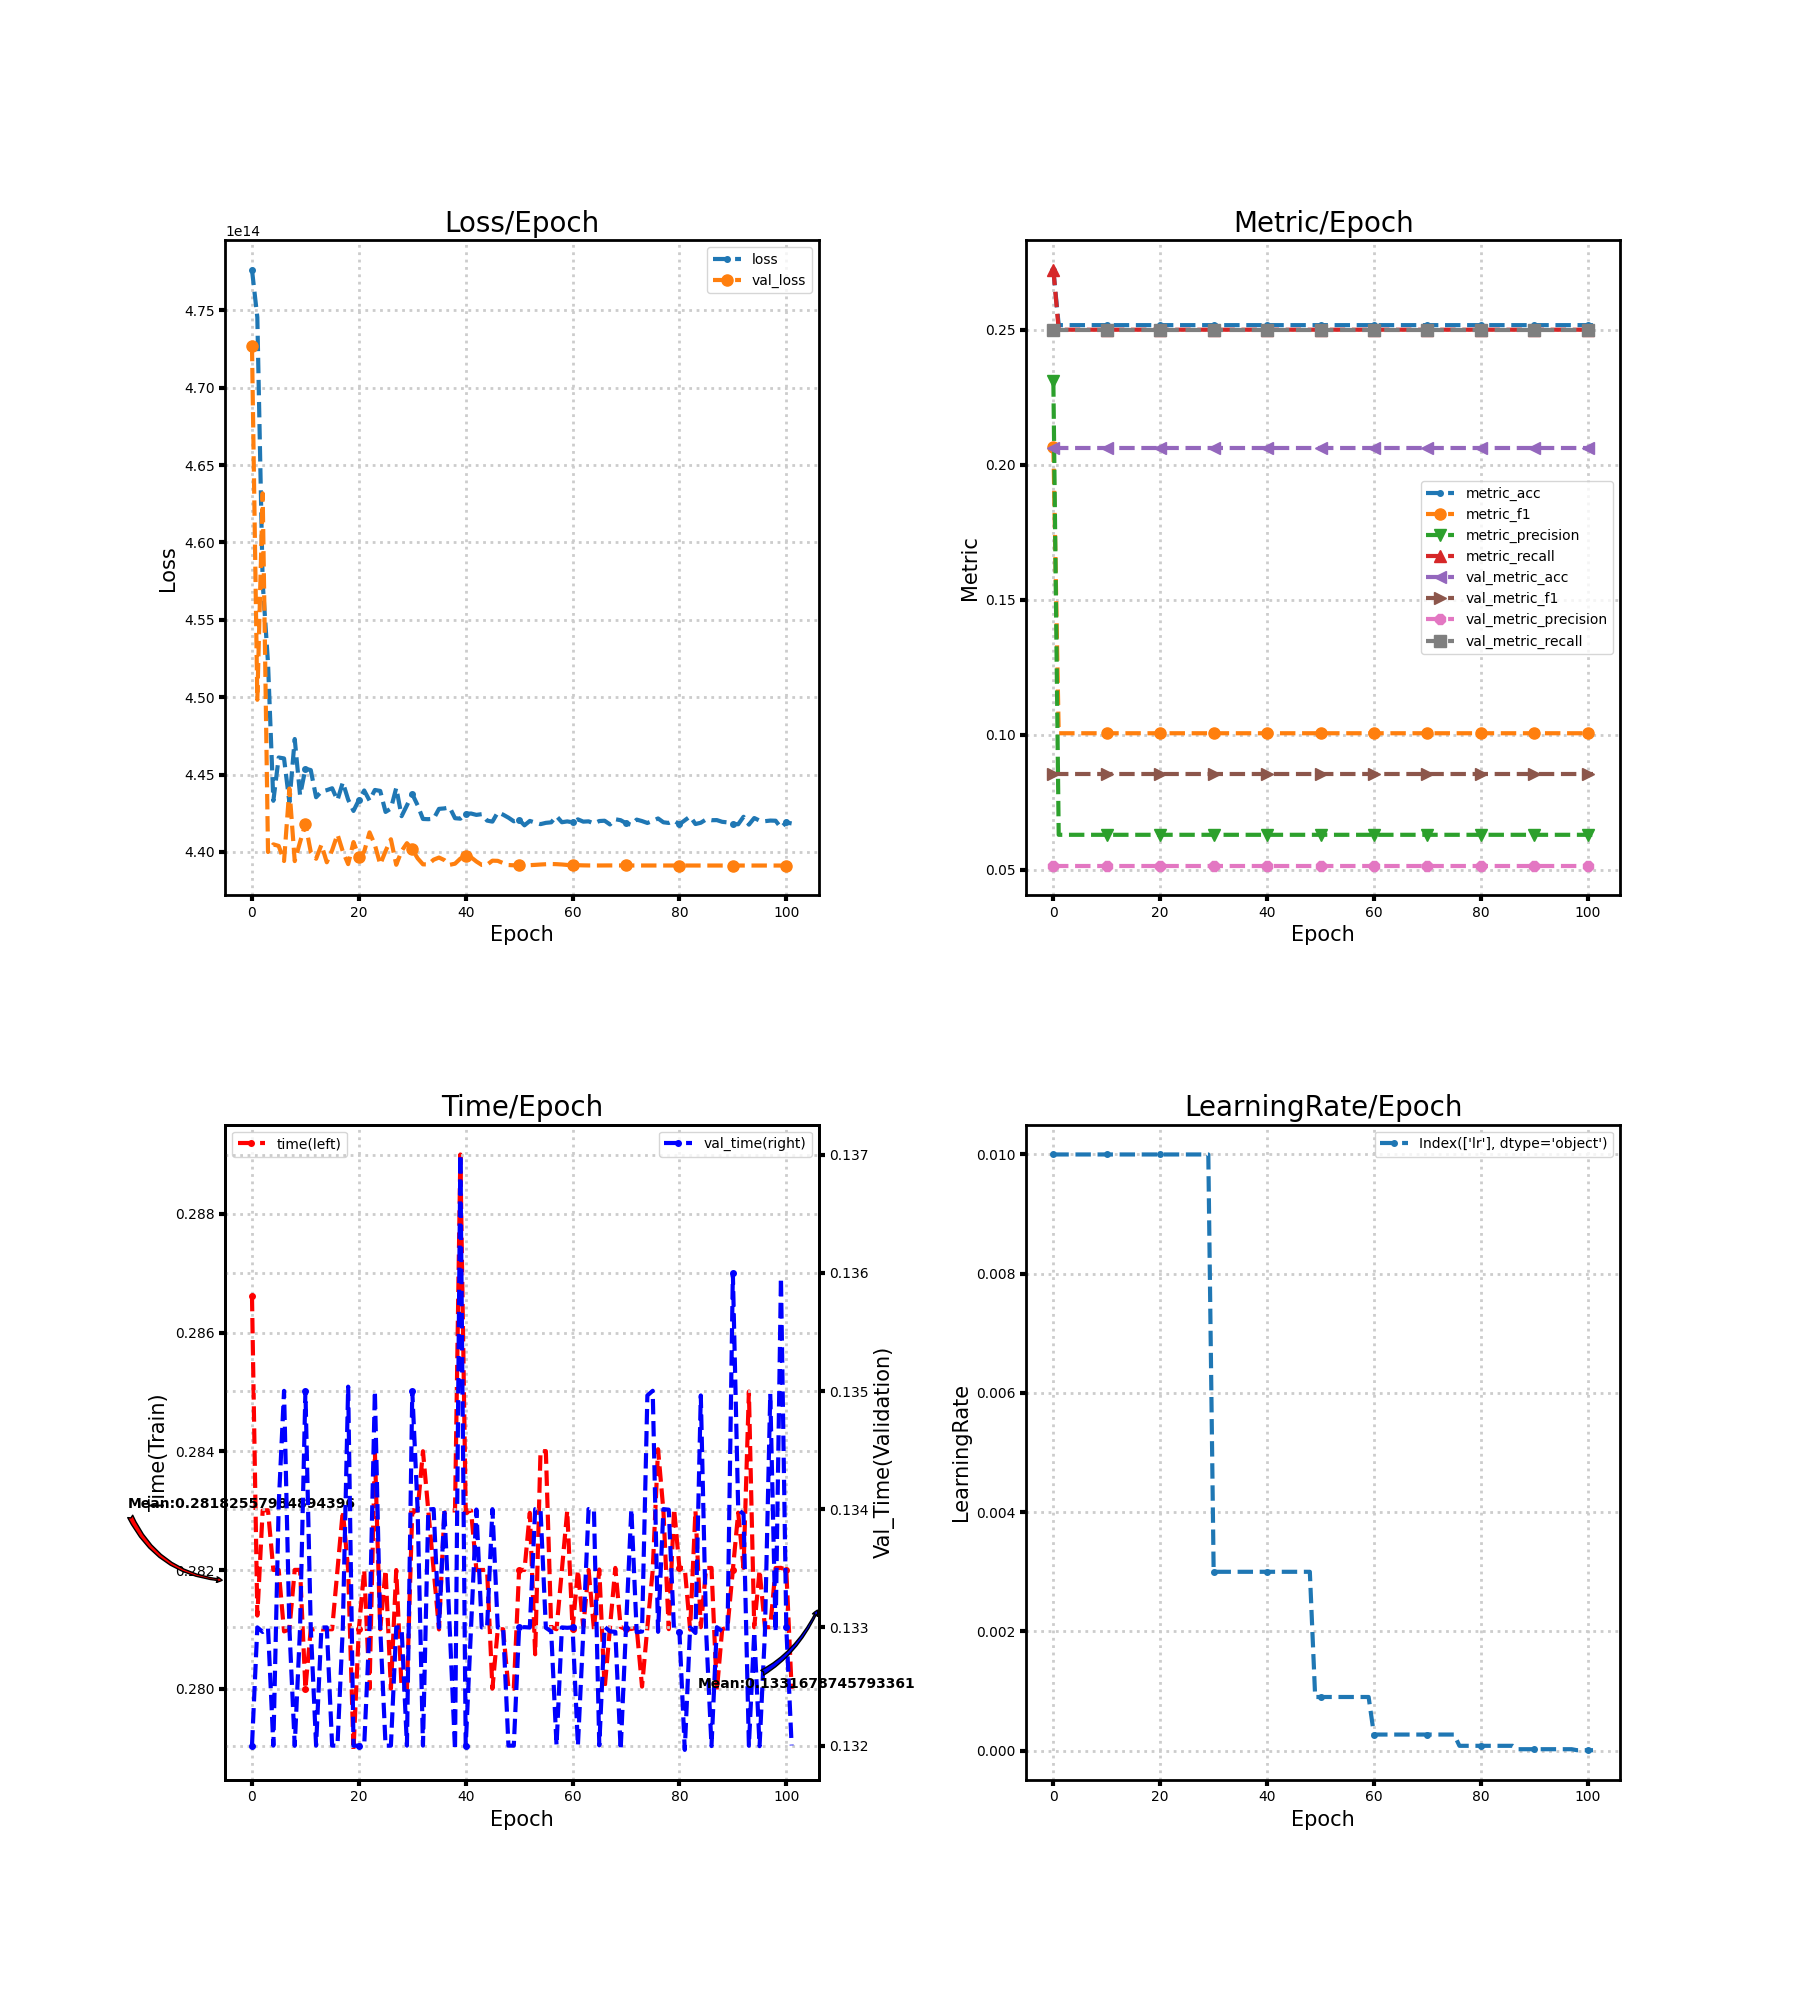 Loss/Epoch
1e14
loss
val_loss
4.75
4.70
4.65
4.60
4.55
4.50
4.45
4.40
Loss
0
20
40
60
80
100
Epoch
Metric/Epoch
metric_acc
metric_f1
metric_precision
metric_recall
val_metric_acc
val_metric_f1
val_metric_precision
val_metric_recall
0.25
0.20
0.15
0.10
0.05
Metric
0
20
40
60
80
100
Epoch
Time/Epoch
time(left)
val_time(right)
0.288
0.286
0.284
0.282
0.280
Time(Train)
0.137
0.136
0.135
0.134
0.133
0.132
Val_Time(Validation)
Mean:0.1331678745793361
0
20
40
60
80
100
Epoch
LearningRate/Epoch
Index(['lr'], dtype='object')
0.010
0.008
0.006
0.004
0.002
0.000
LearningRate
0
20
40
60
80
100
Epoch